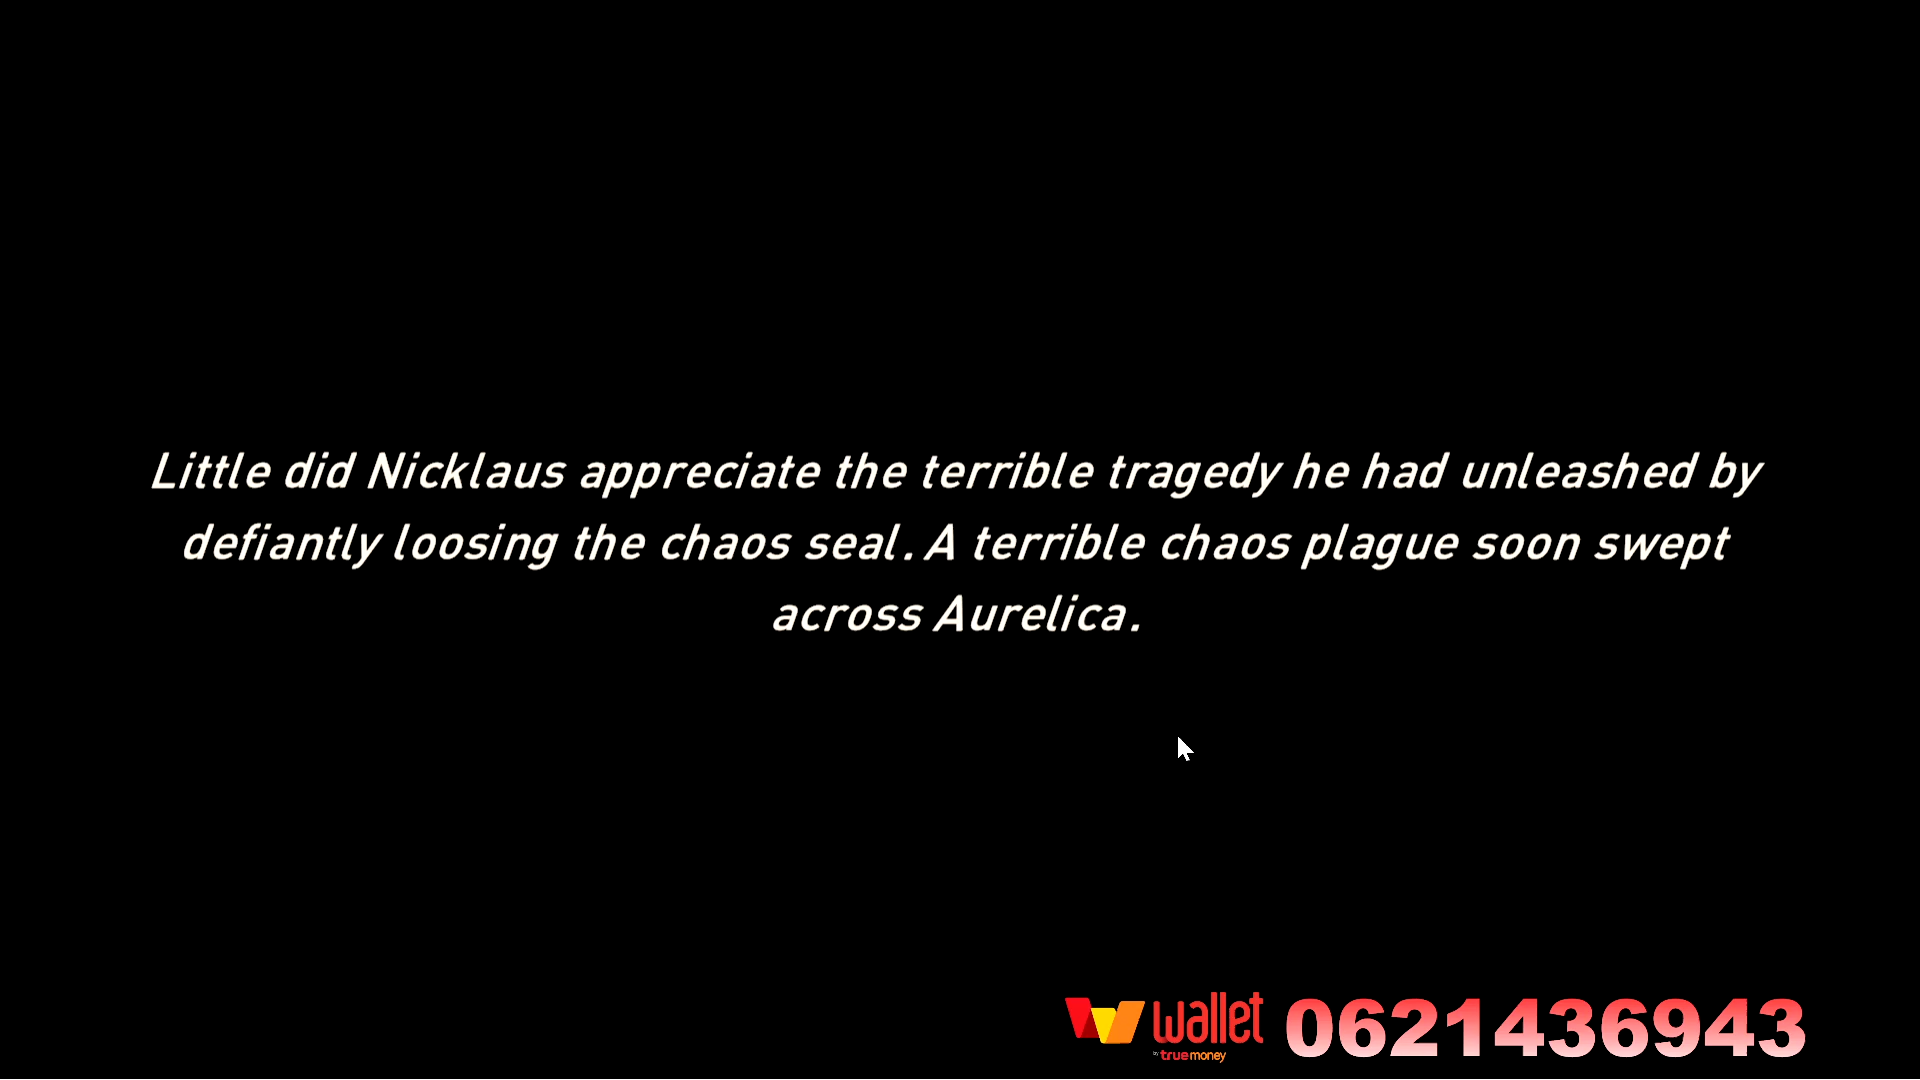 Little did Nicklaus appreciate the terrible tragedy he had unleashed by
defiantly loosing the chaos seal. A terrible chaos plague soon swept
across Aurelica.
wallet 0621436943
by truemoney